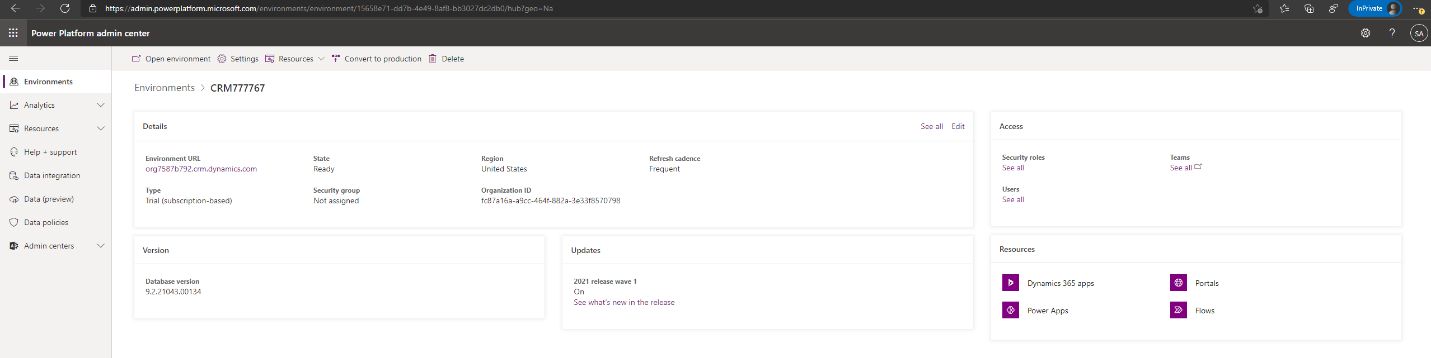 https://admin.powerplatform.microsoft.com/environments/environment/15658e71-dd7b-4e49-8af8-bb3027dc2db0/hub?geo=Na
InPrivate
Power Platform admin center
?
SA
Open environment
Settings
Resources
Convert to production
Delete
Environments
Analytics
Resources
Help + support
Data integration
Data (preview)
Data policies
Admin centers
Environments > CRM777767
Details
See all
Edit
Environment URL
org7587b792.crm.dynamics.com
State
Ready
Region
United States
Refresh cadence
Frequent
Type
Trial (subscription-based)
Security group
Not assigned
Organization ID
fc87a16a-a9cc-464f-882a-3e33f8570798
Access
Security roles
See all
Teams
See all
Users
See all
Version
Database version
9.2.21043.00134
Updates
2021 release wave 1
On
See what's new in the release
Resources
Dynamics 365 apps
Portals
Power Apps
Flows